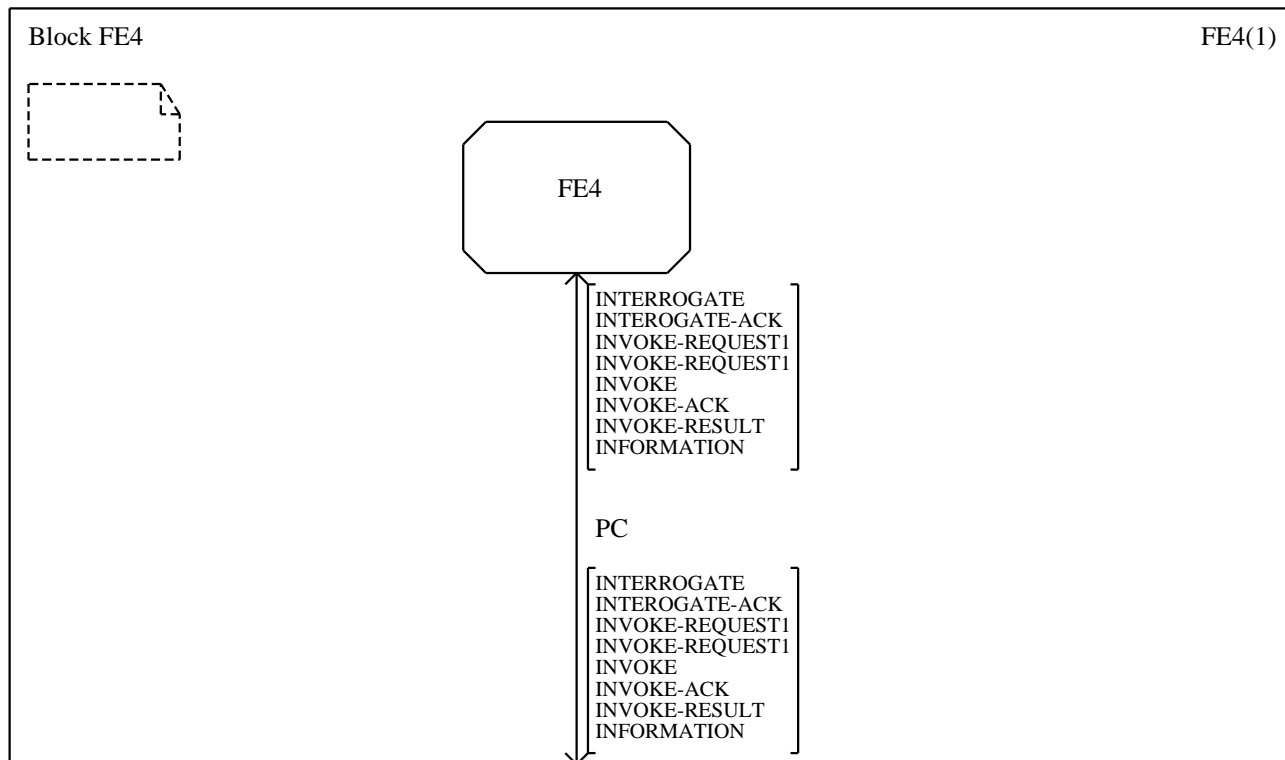 Block FE4
FE4(1)
FE4
INTERROGATE
INTEROGATE-ACK
INVOKE-REQUEST1
INVOKE-REQUEST1
INVOKE
INVOKE-ACK
INVOKE-RESULT
INFORMATION
PC
INTERROGATE
INTEROGATE-ACK
INVOKE-REQUEST1
INVOKE-REQUEST1
INVOKE
INVOKE-ACK
INVOKE-RESULT
INFORMATION